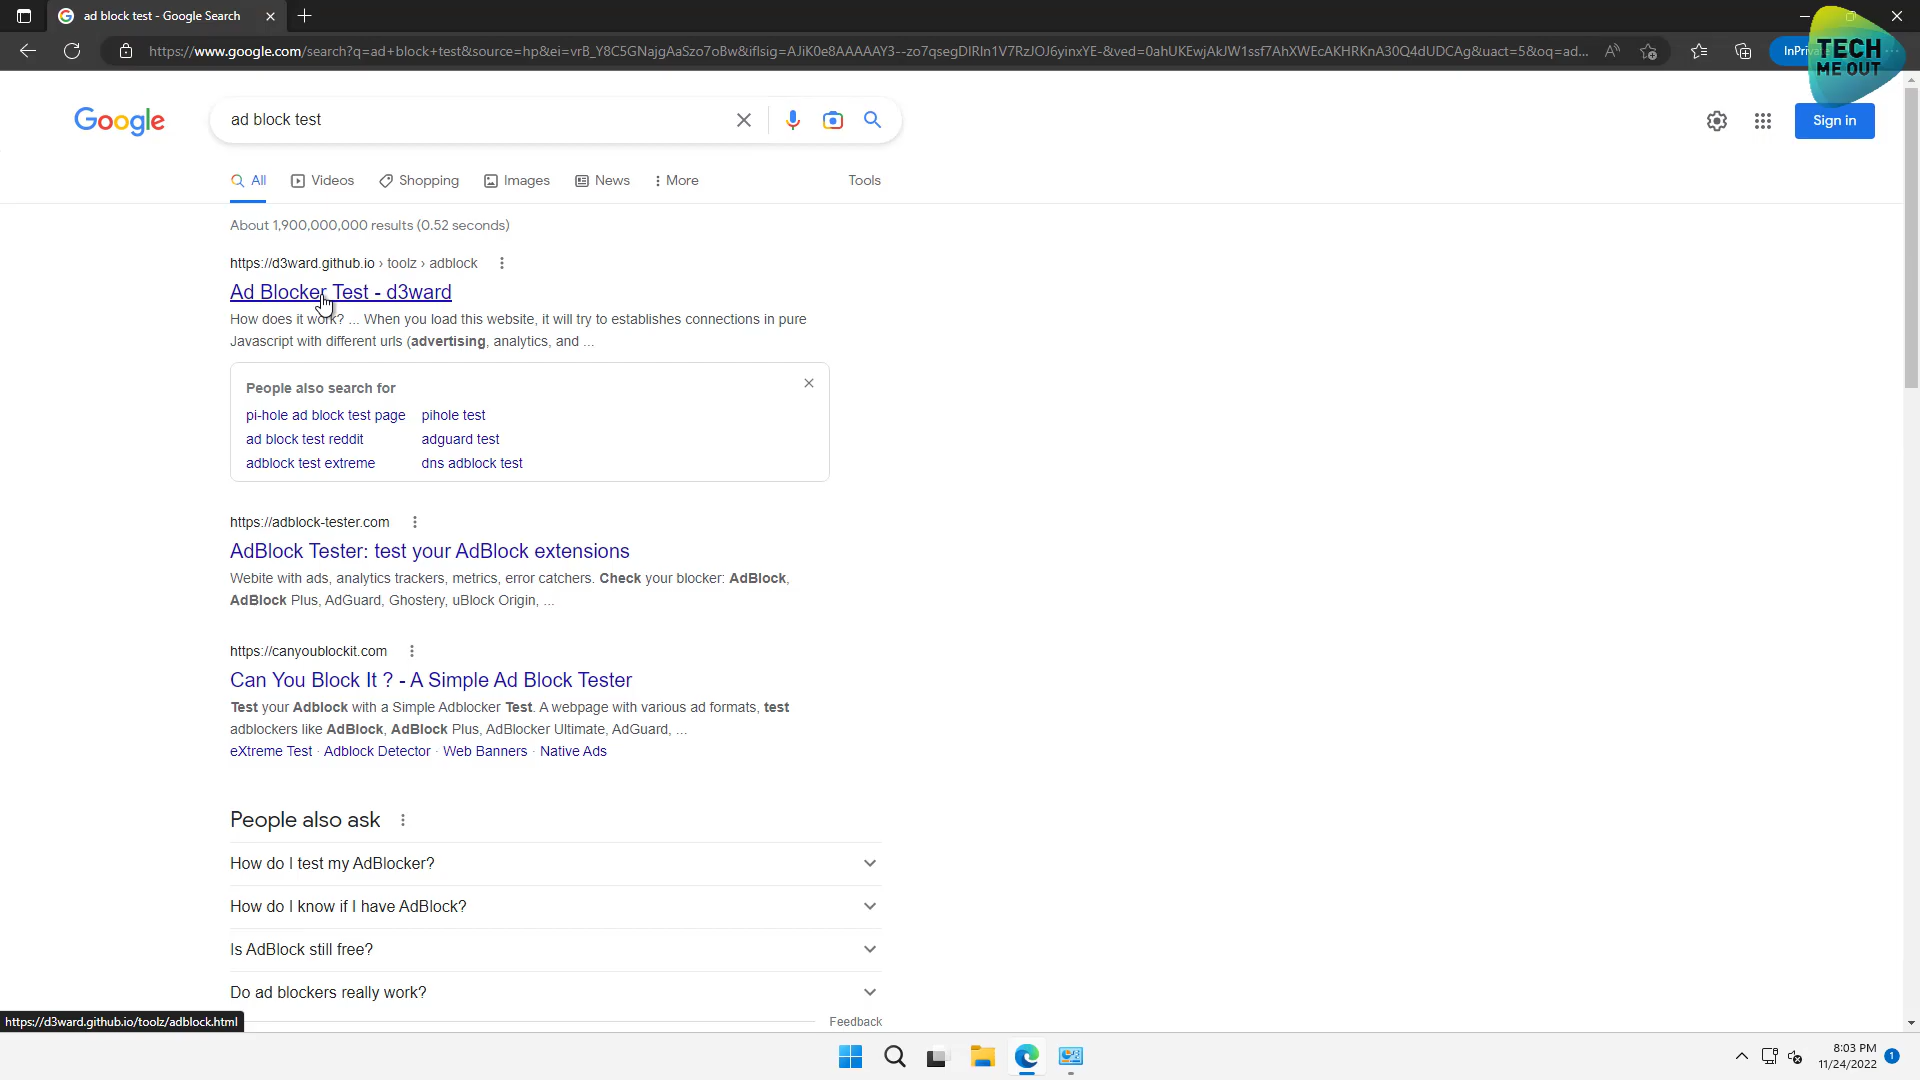 ad block test - Google Search
https://www.google.com/search?q=ad+block+test&source=hp&ei=vrB_Y8C5GNajgAaSzo7oBw&iflsig=AJiK0e8AAAAAY3--zo7qsegDIRln1V7RzJOJ6yinxYE-&ved=0ahUKEwjAkJW1ssf7AhXWEcAKHRKnA30Q4dUDCAg&uact=5&oq=ad...
TECH
ME OUT
Google
ad block test
Sign in
All
Videos
Shopping
Images
News
More
Tools
About 1,900,000,000 results (0.52 seconds)
https://d3ward.github.io › toolz › adblock
Ad Blocker Test - d3ward
How does it work? ... When you load this website, it will try to establishes connections in pure
Javascript with different urls (advertising, analytics, and ...
People also search for
pi-hole ad block test page pihole test
ad block test reddit adguard test
adblock test extreme dns adblock test
https://adblock-tester.com
AdBlock Tester: test your AdBlock extensions
Webite with ads, analytics trackers, metrics, error catchers. Check your blocker: AdBlock,
AdBlock Plus, AdGuard, Ghostery, uBlock Origin, ...
https://canyoublockit.com
Can You Block It ? - A Simple Ad Block Tester
Test your Adblock with a Simple Adblocker Test. A webpage with various ad formats, test
adblockers like AdBlock, AdBlock Plus, AdBlocker Ultimate, AdGuard, ...
eXtreme Test · Adblock Detector · Web Banners · Native Ads
People also ask
How do I test my AdBlocker?
How do I know if I have AdBlock?
Is AdBlock still free?
Do ad blockers really work?
Feedback
https://d3ward.github.io/toolz/adblock.html
8:03 PM
11/24/2022
1